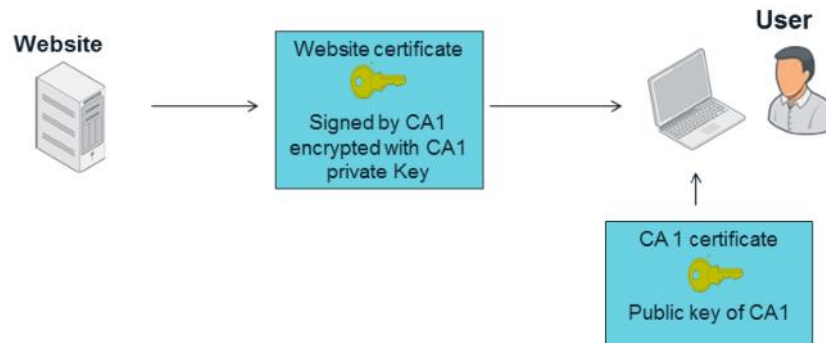 Website
Website certificate
Signed by CA1
encrypted with CA1
private Key
User
CA 1 certificate
Public key of CA1